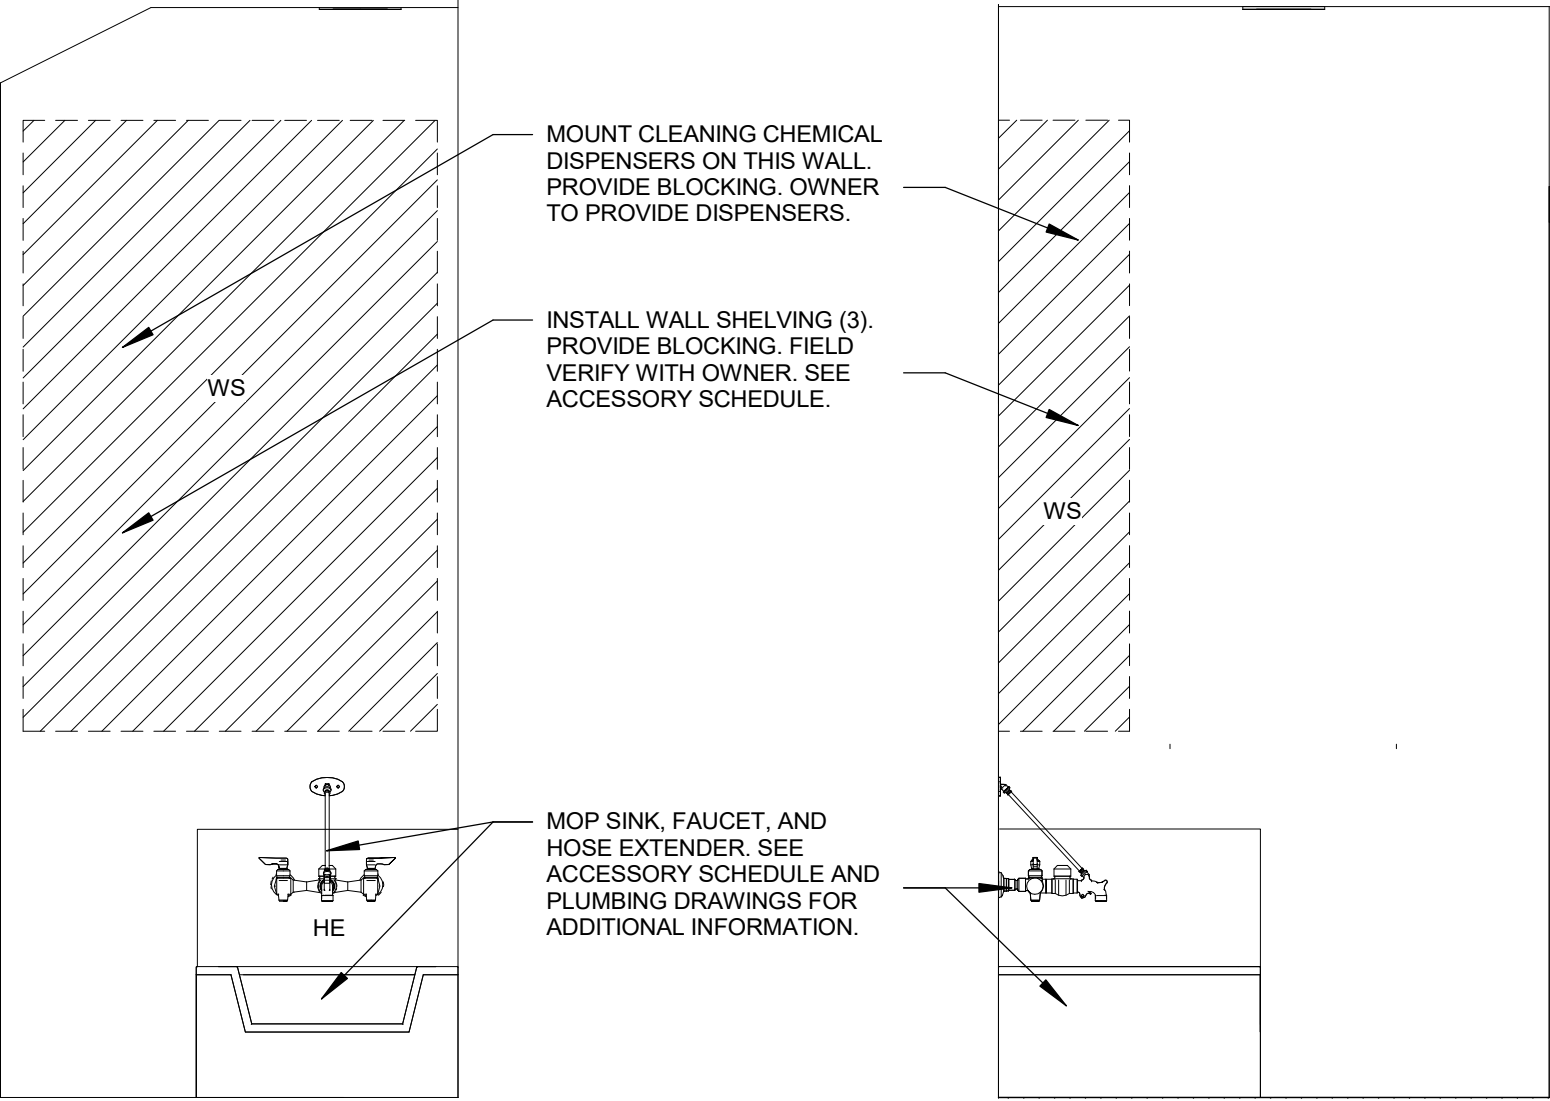 MOUNT CLEANING CHEMICAL
DISPENSERS ON THIS WALL.
PROVIDE BLOCKING. OWNER
TO PROVIDE DISPENSERS.
INSTALL WALL SHELVING (3).
PROVIDE BLOCKING. FIELD
VERIFY WITH OWNER. SEE
ACCESSORY SCHEDULE.
WS
WS
MOP SINK, FAUCET, AND
HOSE EXTENDER. SEE
ACCESSORY SCHEDULE AND
PLUMBING DRAWINGS FOR
ADDITIONAL INFORMATION.
HE